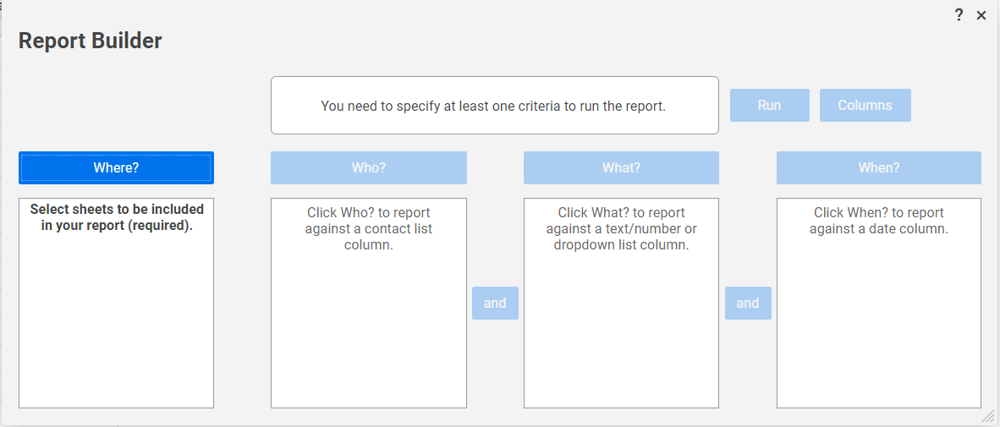 ?
Report Builder
You need to specify at least one criteria to run the report.
Run
Columns
Where?
Who?
What?
When?
Select sheets to be included
in your report (required).
Click Who? to report
against a contact list
column.
Click What? to report
against a text/number or
dropdown list column.
Click When? to report
against a date column.
and
and